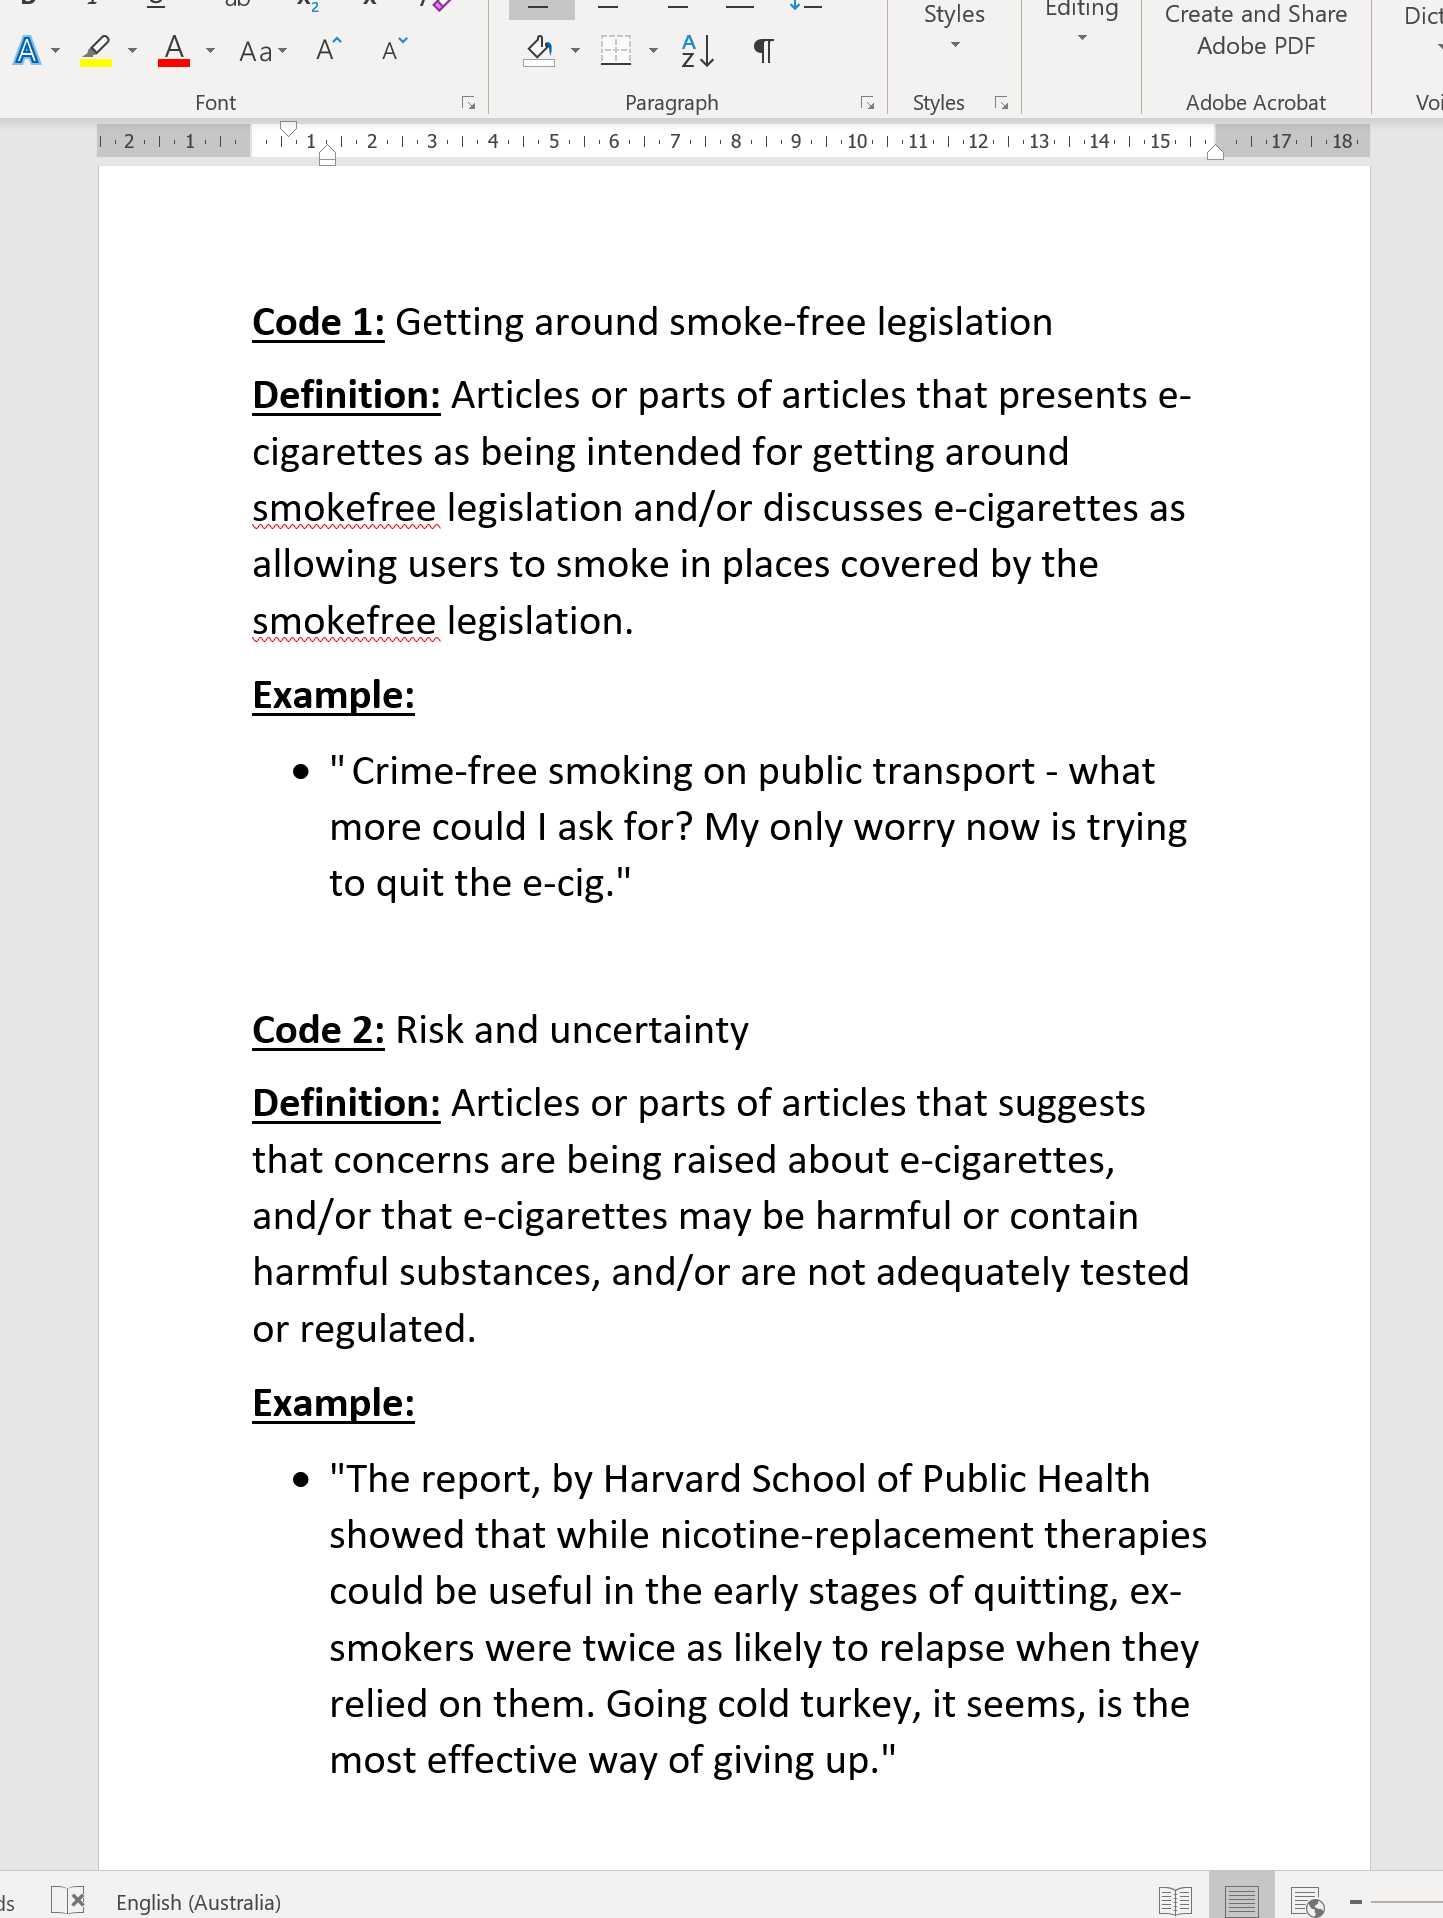 Styles
Editing
Create and Share
Adobe PDF
Aa
Font
Paragraph
Styles
Adobe Acrobat
2 1 1 2 3 4 5 6 7 8 9 10 11 12 13 14 15 17 18
Code 1: Getting around smoke-free legislation
Definition: Articles or parts of articles that presents e-
cigarettes as being intended for getting around
smokefree legislation and/or discusses e-cigarettes as
allowing users to smoke in places covered by the
smokefree legislation.
Example:
• " Crime-free smoking on public transport - what
more could I ask for? My only worry now is trying
to quit the e-cig."
Code 2: Risk and uncertainty
Definition: Articles or parts of articles that suggests
that concerns are being raised about e-cigarettes,
and/or that e-cigarettes may be harmful or contain
harmful substances, and/or are not adequately tested
or regulated.
Example:
• "The report, by Harvard School of Public Health
showed that while nicotine-replacement therapies
could be useful in the early stages of quitting, ex-
smokers were twice as likely to relapse when they
relied on them. Going cold turkey, it seems, is the
most effective way of giving up."
English (Australia)